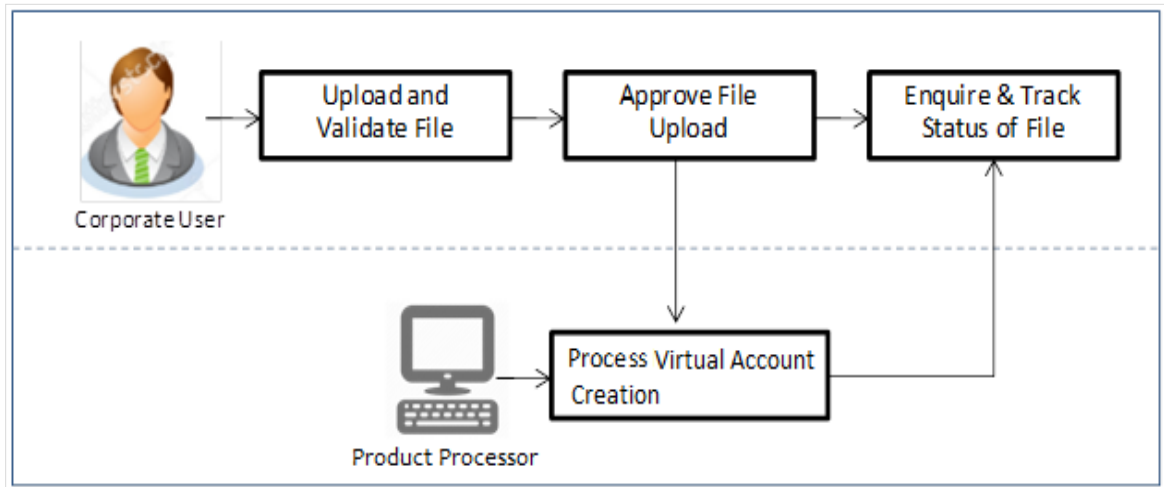 Upload and
Validate File
Approve File
Upload
Enquire & Track
Status of File
Corporate User
Process Virtual Account
Creation
Product Processor